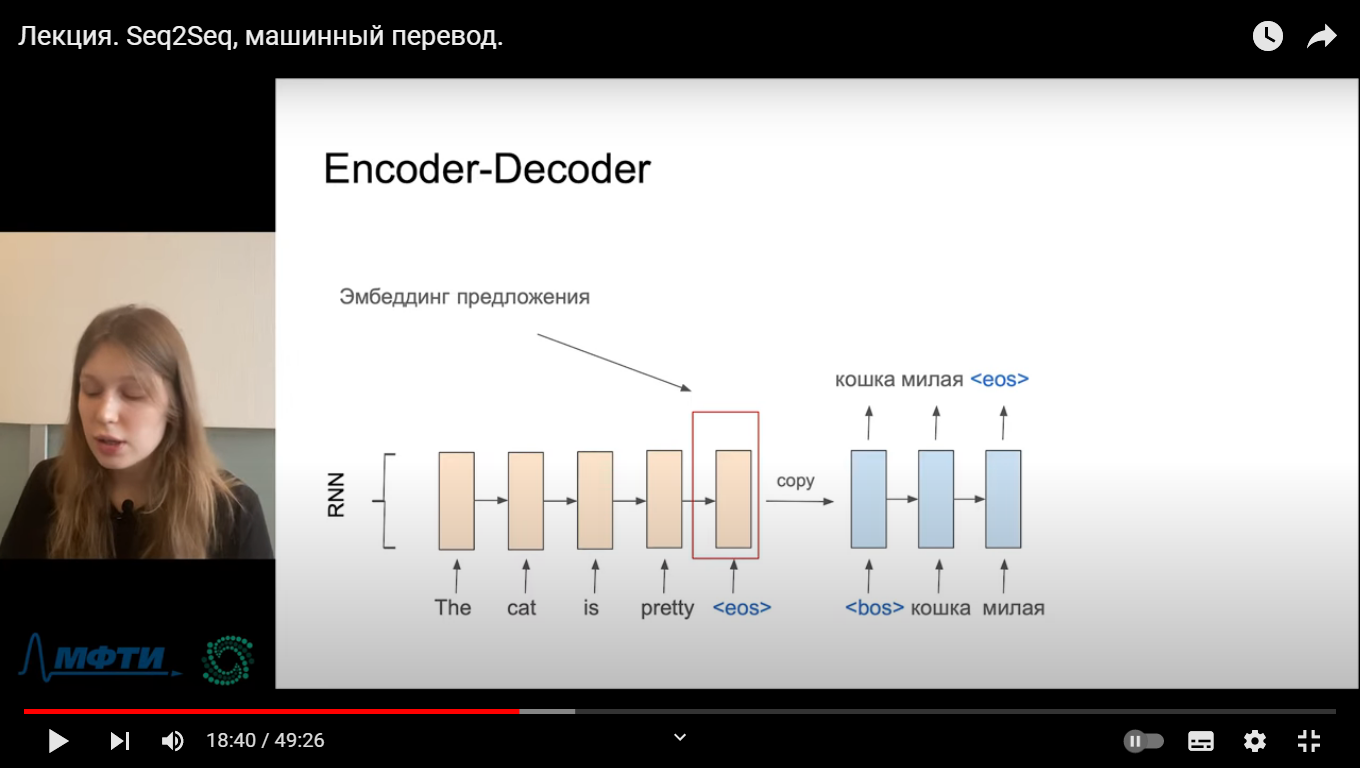 Лекция. Seq2Seq, машинный перевод.
Encoder-Decoder
Эмбеддинг предложения
кошка милая <eos>
RNN
copy
The cat is pretty <eos> <bos> кошка милая
МФТИ
18:40 / 49:26